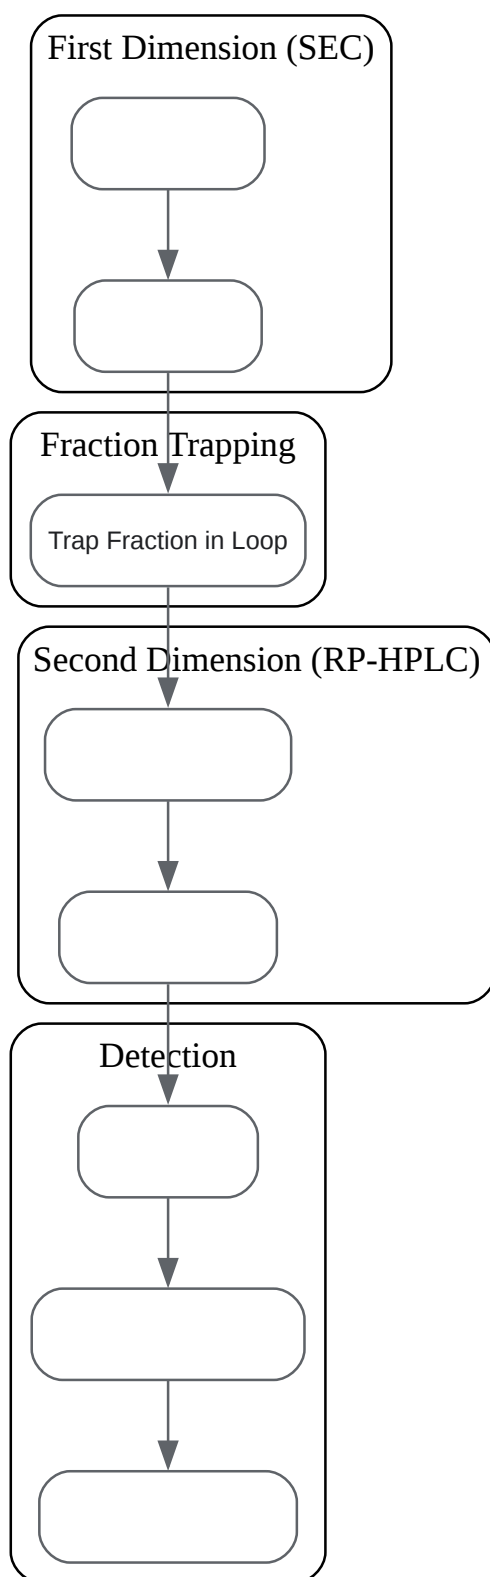 First Dimension (SEC)
Fraction Trapping
Trap Fraction in Loop
Second Dimension (RP-HPLC)
Detection